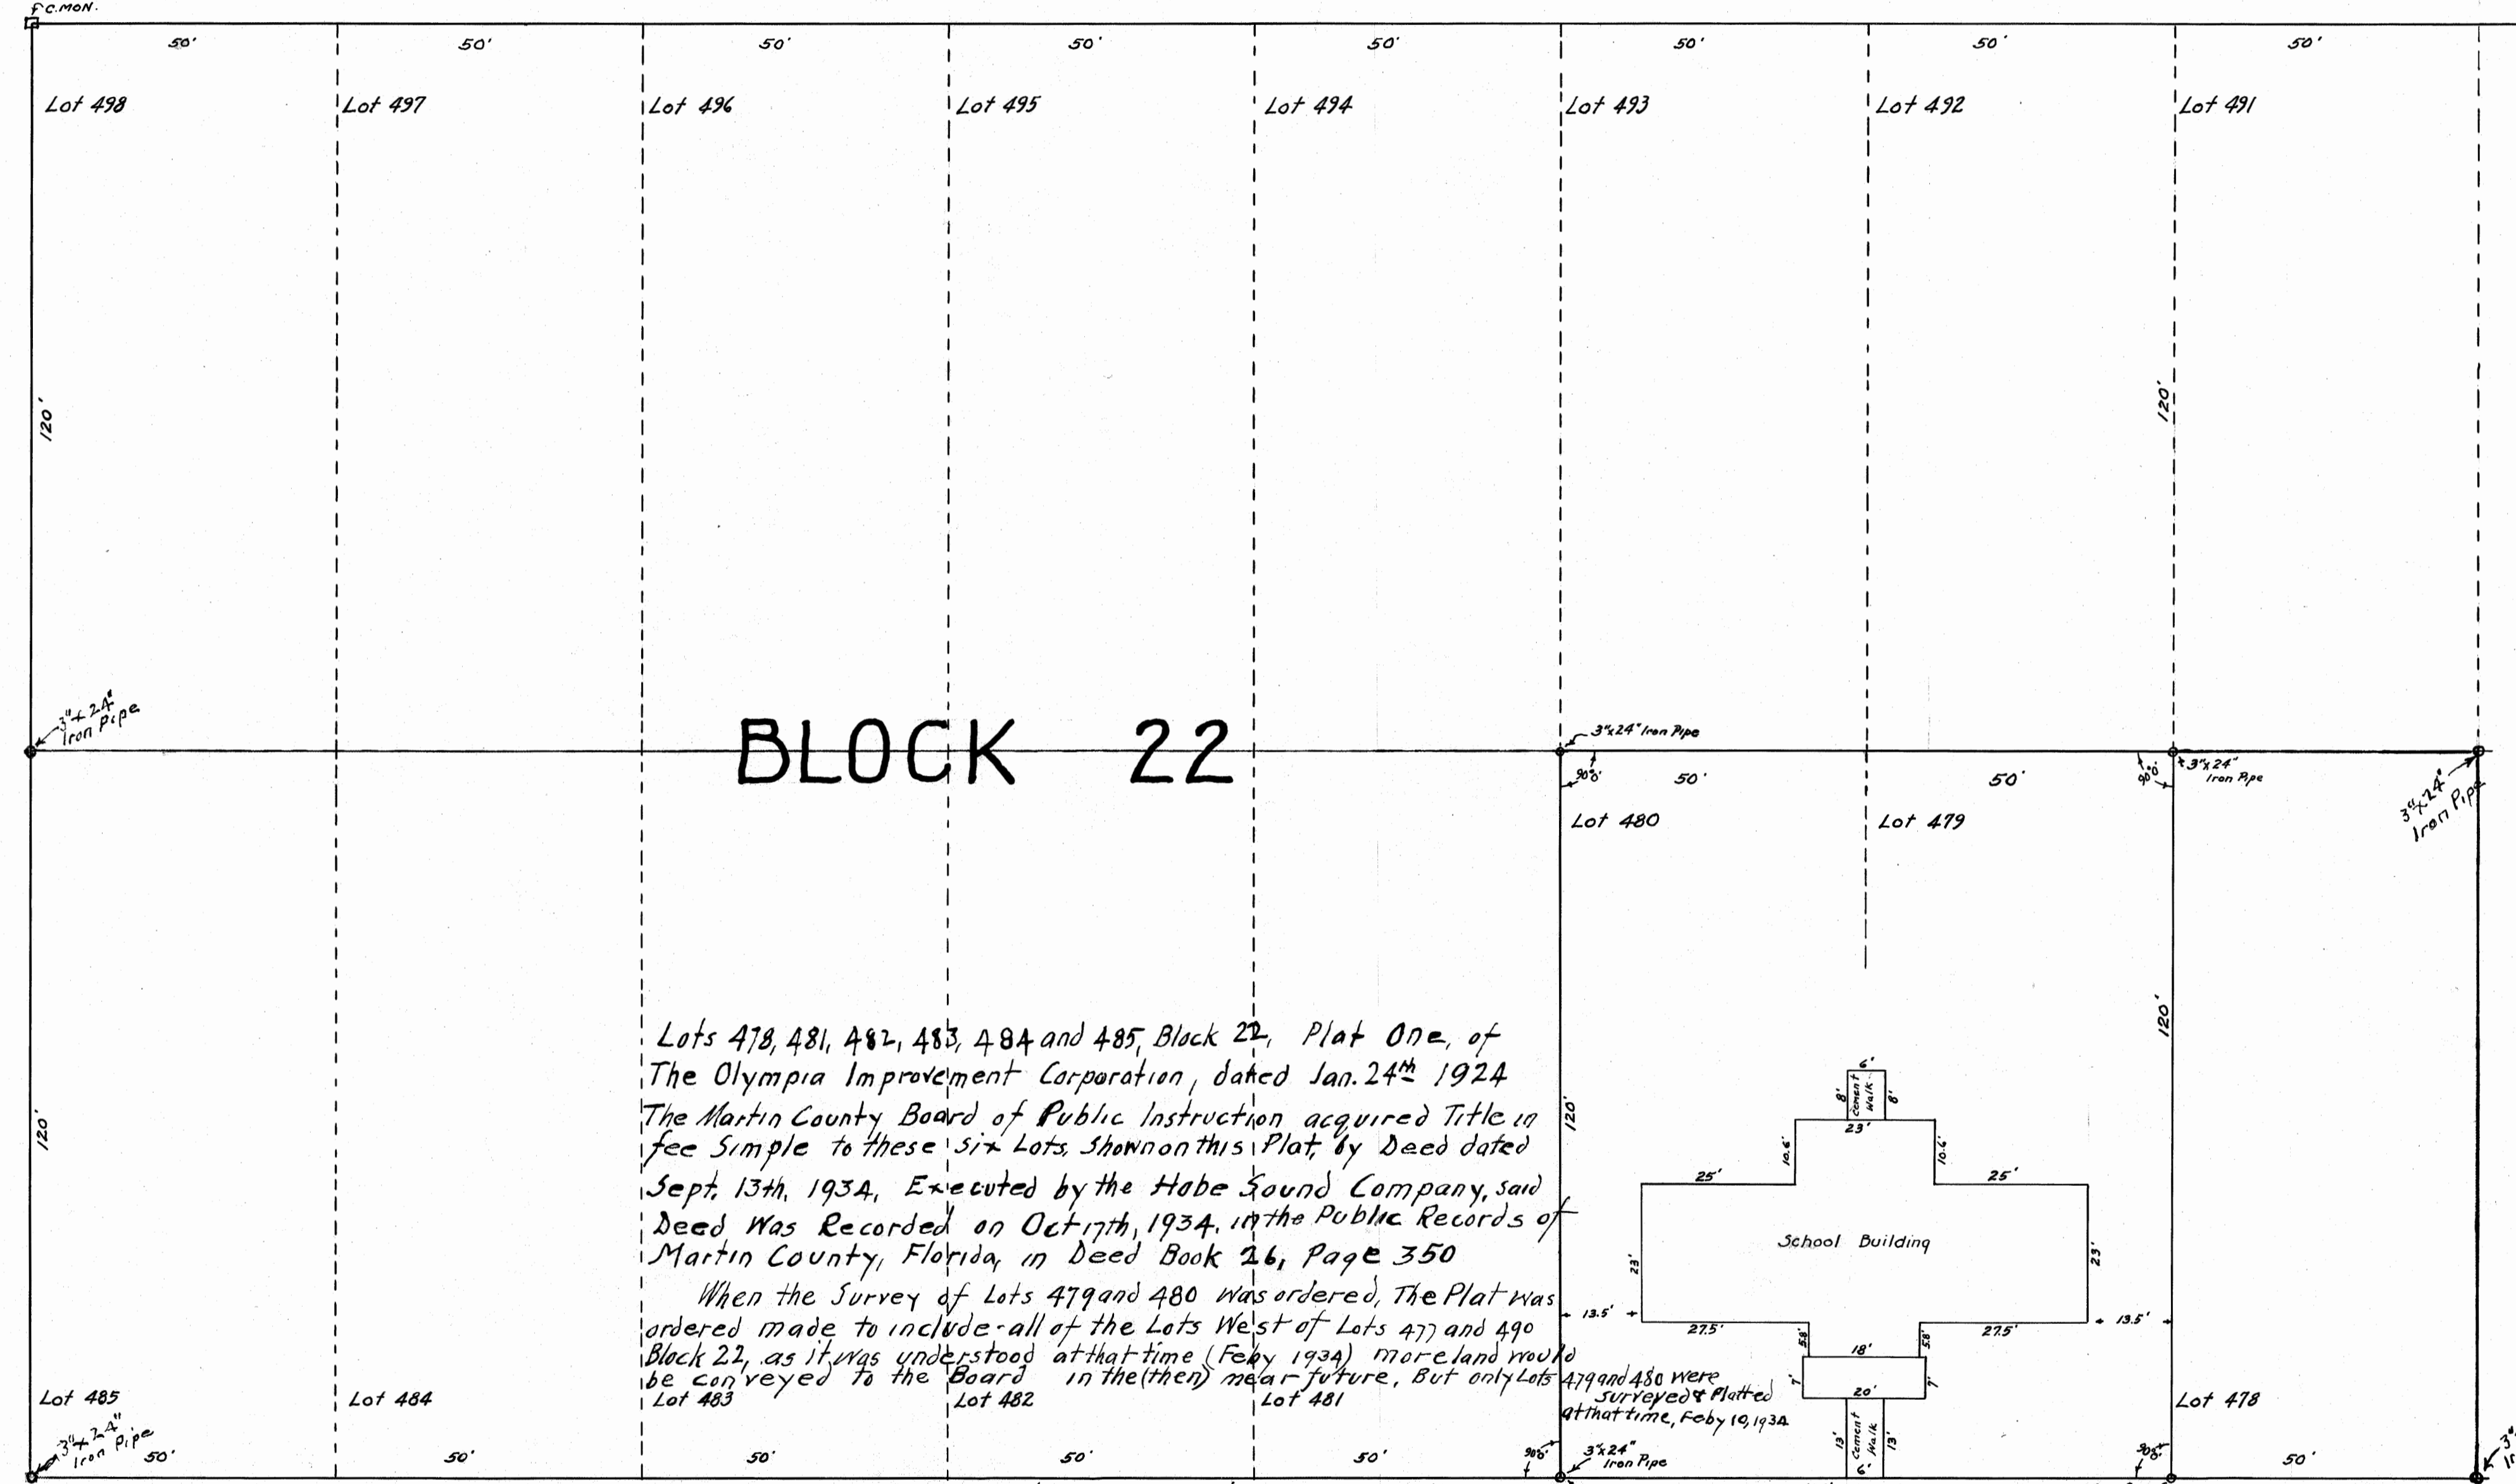 f C.MON.
50' 50' 50' 50' 50' 50' 50' 50'
Lot 498 Lot 497 Lot 496 Lot 495 Lot 494 Lot 493 Lot 492 Lot 491
120' 120'
3"x24"
Iron Pipe
BLOCK 22
3"x24" Iron Pipe
90°0' 50' 50' 90°0'
3"x24"
Iron Pipe
3"x24"
Iron Pipe
Lot 480 Lot 479
Lots 478, 481, 482, 483, 484 and 485, Block 22, Plat One, of
The Olympia Improvement Corporation, dated Jan. 24th 1924
The Martin County Board of Public Instruction acquired Title in
fee Simple to these six Lots, Shown on this Plat, by Deed dated
Sept. 13th, 1934, Executed by the Hobe Sound Company, said
Deed Was Recorded on Oct 17th, 1934, in the Public Records of
Martin County, Florida, in Deed Book 26, Page 350
When the Survey of Lots 479 and 480 was ordered, The Plat was
ordered made to include-all of the Lots West of Lots 477 and 490
Block 22, as it was understood at that time (Feby 1934) more land would
be conveyed to the Board in the (then) near future, But only Lots 479 and 480 were
Surveyed & Platted
at that time, Feby 10, 1934
120' 120' 120'
6'
8' Cement 8'
Walk
23'
10.6' 10.6'
25' 25'
School Building
23' 23'
13.5' 13.5'
27.5' 27.5'
5.8' 5.8'
18'
7' 7'
20'
13' Cement 13'
Walk
6'
Lot 485 Lot 484 Lot 483 Lot 482 Lot 481 Lot 478
3"x24"
Iron Pipe
50' 50' 50' 50' 50' 90°0'
3"x24"
Iron Pipe
90°0' 50'